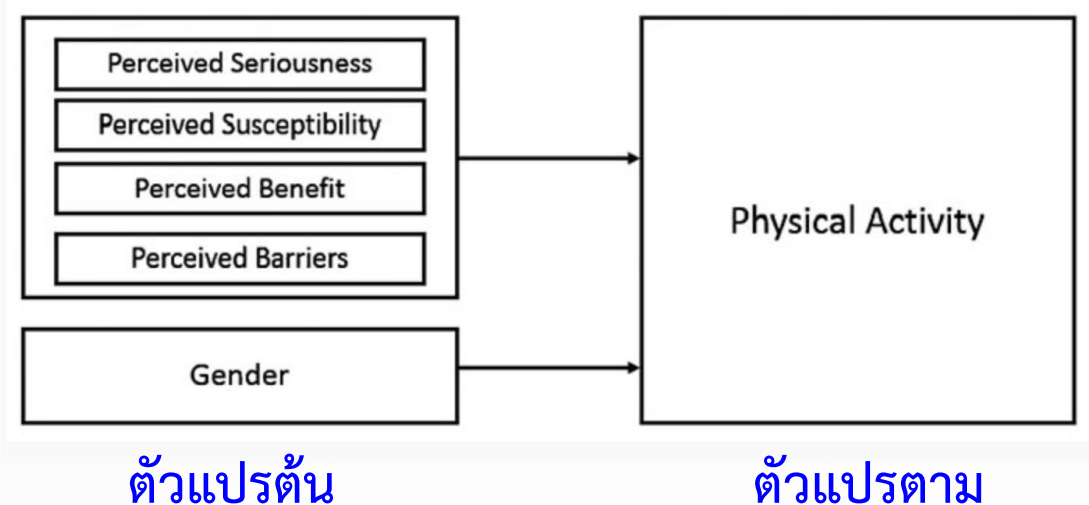 Perceived Seriousness
Perceived Susceptibility
Perceived Benefit
Perceived Barriers
Gender
Physical Activity
ตัวแปรต้น
ตัวแปรตาม